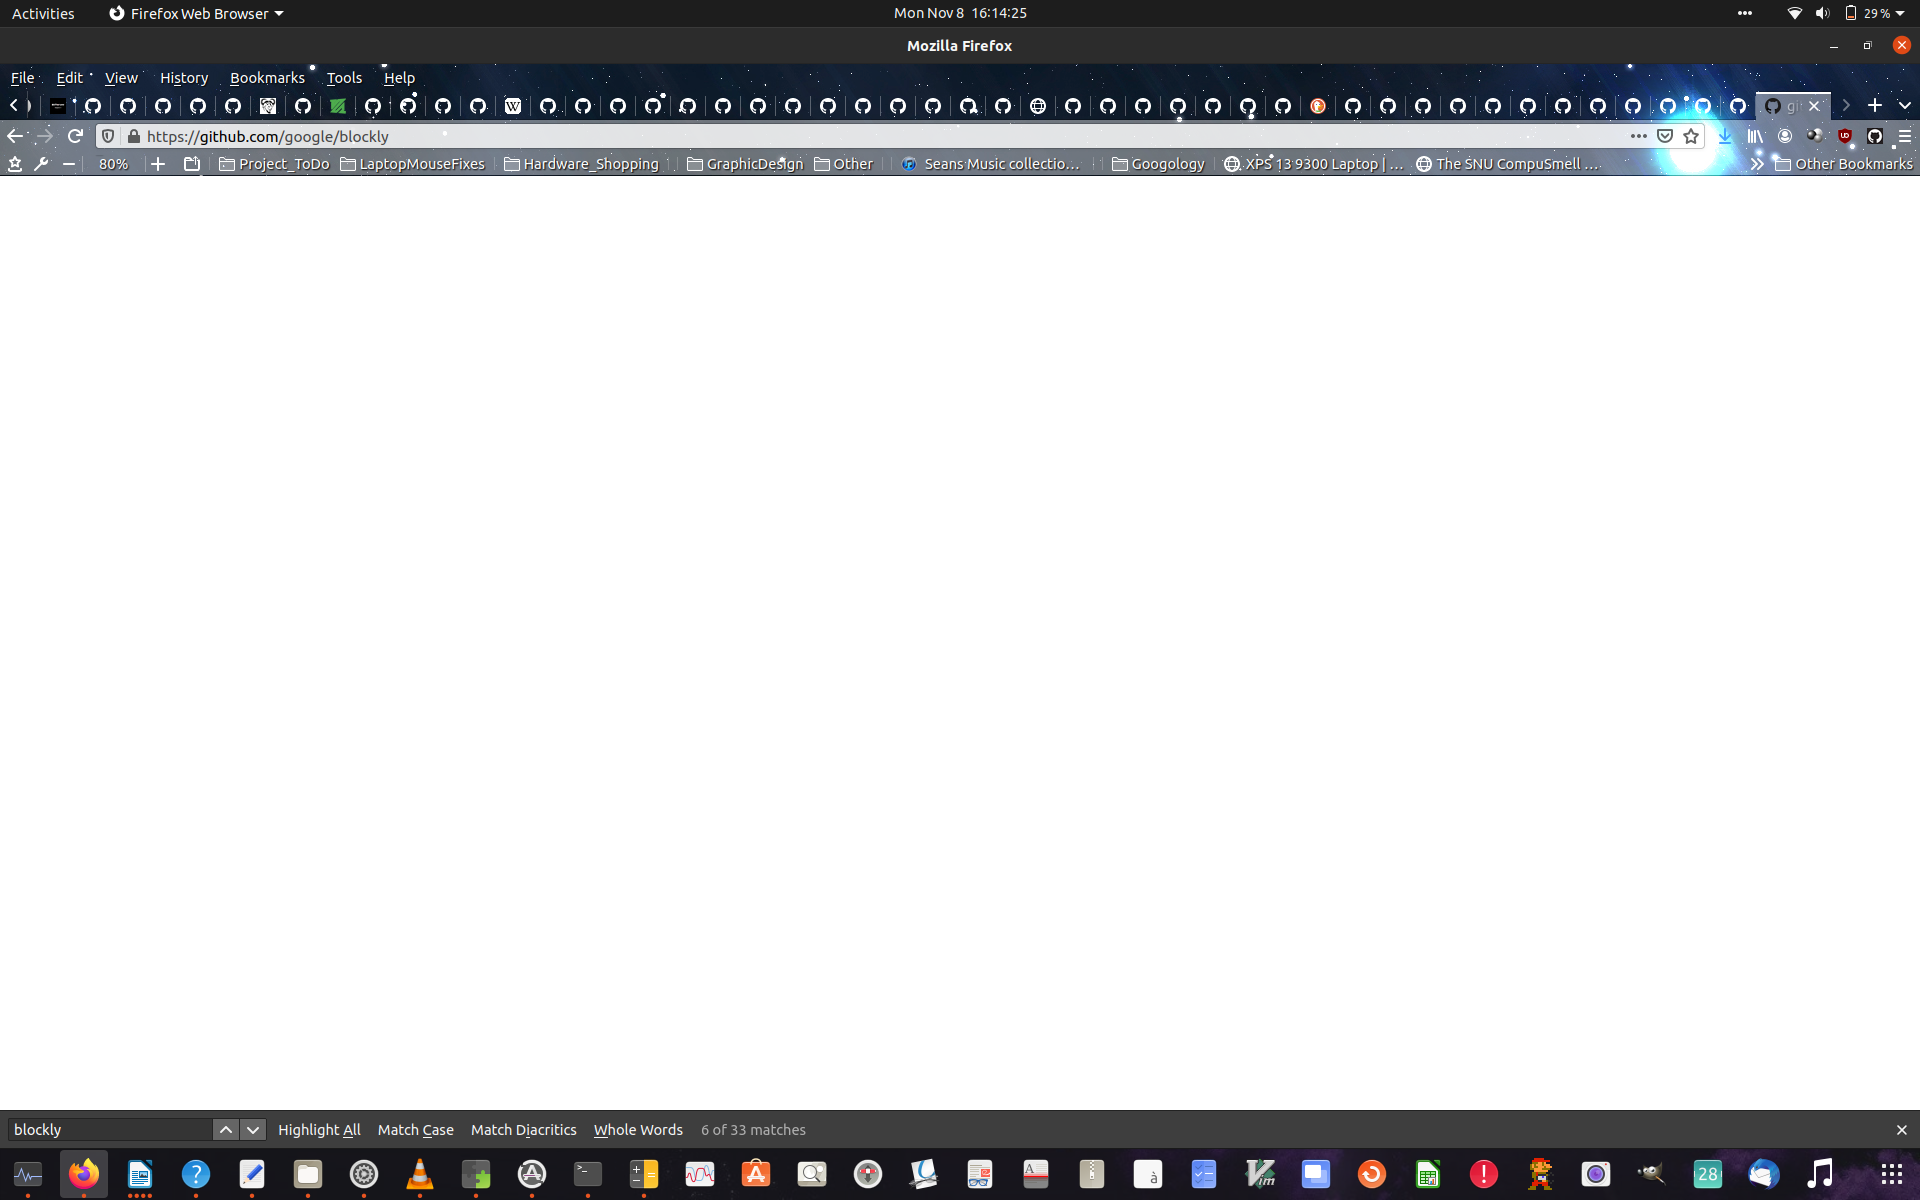 Activities Firefox Web Browser Mon Nov 8 16:14:25 29 %
Mozilla Firefox
File Edit View History Bookmarks Tools Help
W gi
https://github.com/google/blockly
80% Project_ToDo LaptopMouseFixes Hardware_Shopping GraphicDesign Other Seans Music collectio... Googology XPS 13 9300 Laptop | ... The SNU CompuSmell ... Other Bookmarks
blockly Highlight All Match Case Match Diacritics Whole Words 6 of 33 matches
? >_ A à Vim ! 28